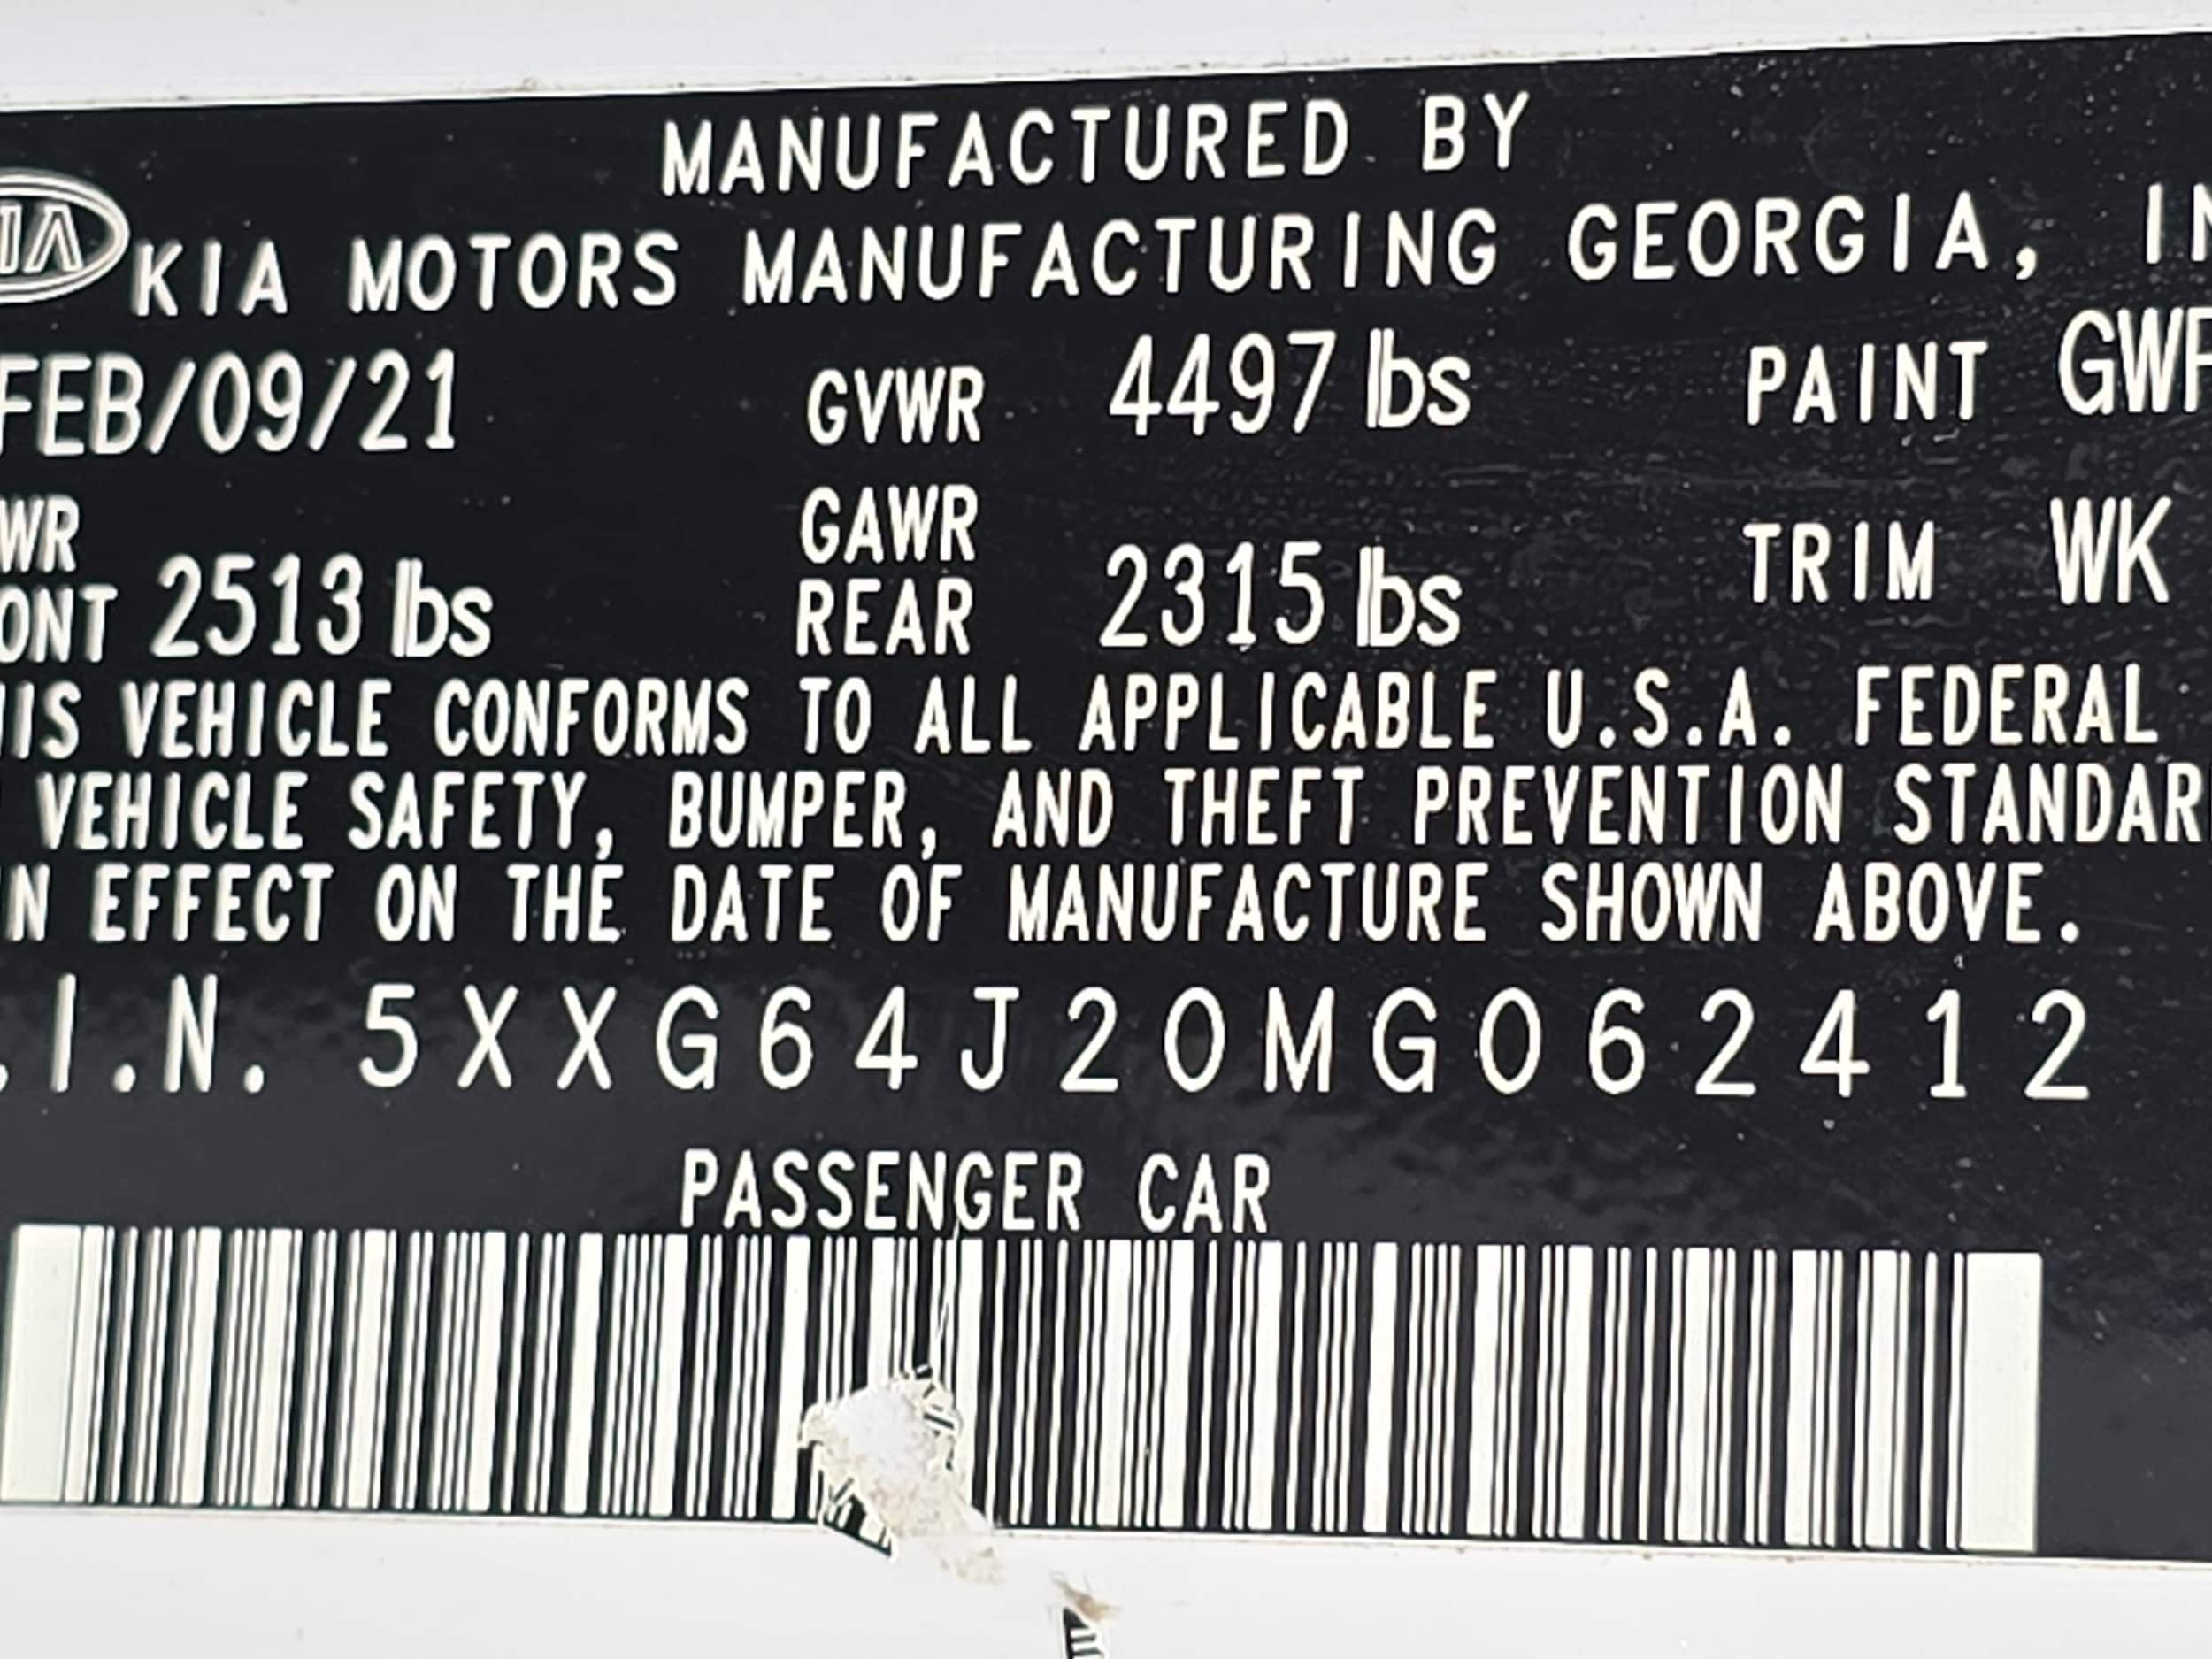 MANUFACTURED BY
KIA MOTORS MANUFACTURING GEORGIA, IN
FEB/09/21 GVWR 4497 lbs PAINT GWP
WR GAWR
ONT 2513 lbs REAR 2315 lbs TRIM WK
IS VEHICLE CONFORMS TO ALL APPLICABLE U.S.A. FEDERAL
VEHICLE SAFETY, BUMPER, AND THEFT PREVENTION STANDAR
N EFFECT ON THE DATE OF MANUFACTURE SHOWN ABOVE.
.I.N. 5XXG64J20MG062412
PASSENGER CAR